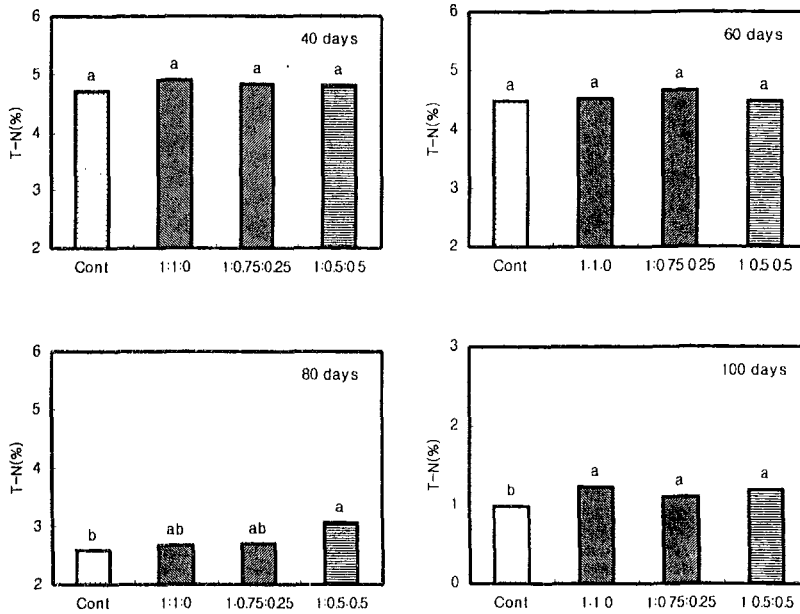 6
5
4
3
2
T-N(%)
40 days
a a a a
Cont 1:1:0 1:0.75:0.25 1:0.5:0.5
6
5
4
3
2
T-N(%)
60 days
a a a a
Cont 1.1.0 1:0 75 0 25 1 0.5 0.5
6
5
4
3
2
T-N(%)
80 days
b ab ab a
Cont 1:1:0 1.0.75:0.25 1:0.5:0.5
3
2
1
0
T-N(%)
100 days
b a a a
Cont 1.1 0 1:0 75:0.25 1 0.5:0.5